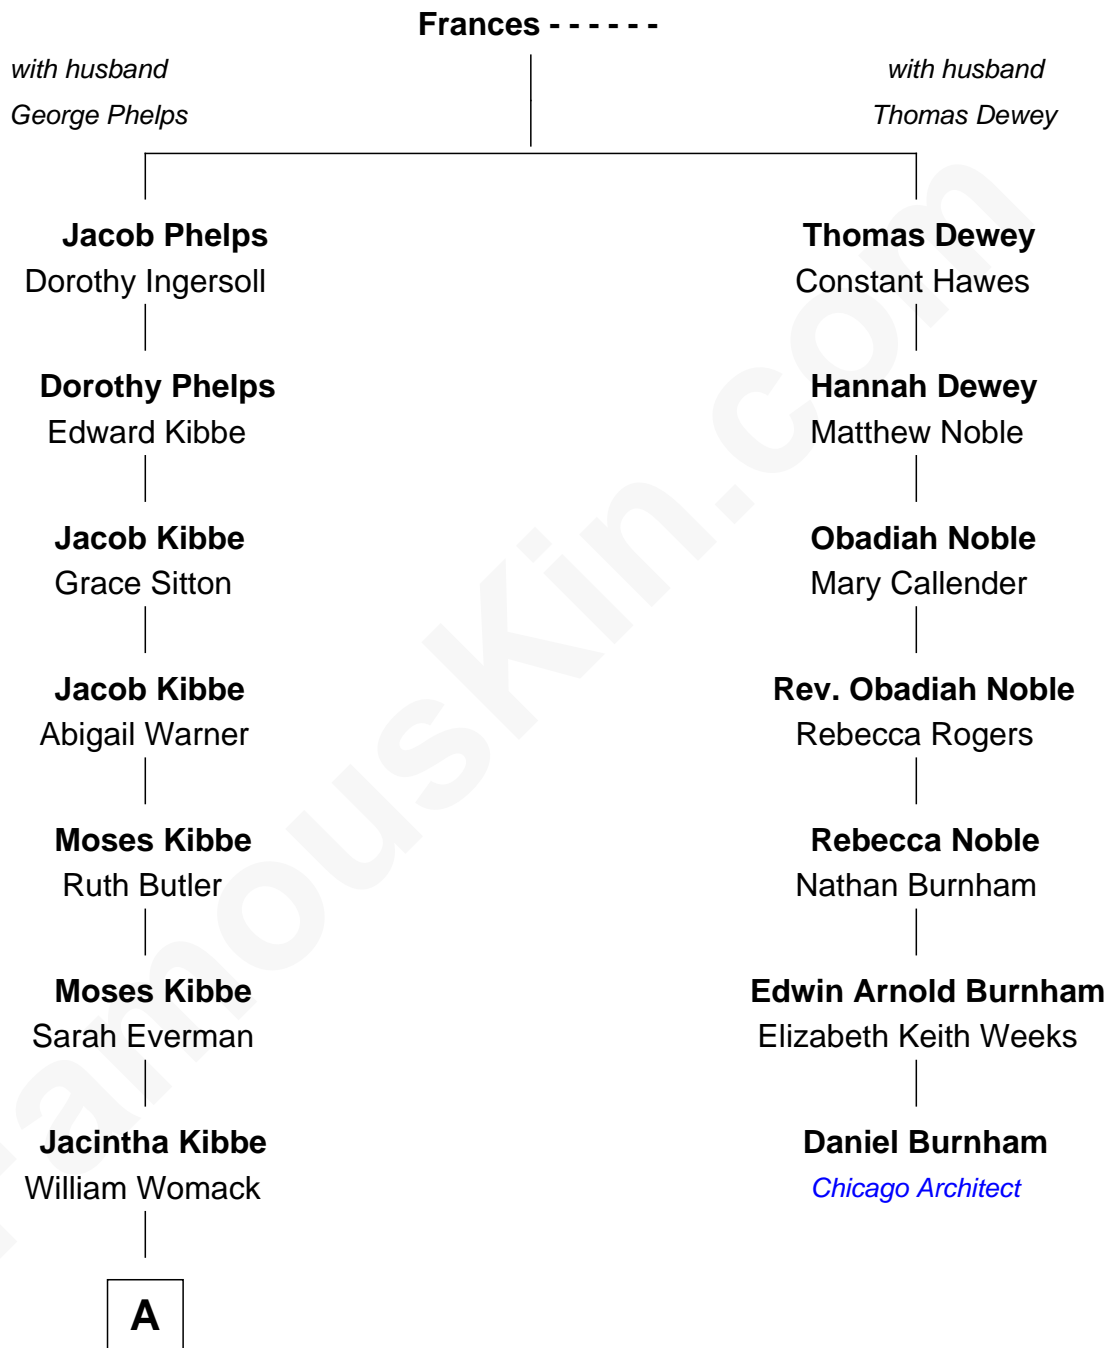 Frances - - - - - -
with husband
George Phelps
with husband
Thomas Dewey
Jacob Phelps
Dorothy Ingersoll
Thomas Dewey
Constant Hawes
Dorothy Phelps
Edward Kibbe
Hannah Dewey
Matthew Noble
Jacob Kibbe
Grace Sitton
Obadiah Noble
Mary Callender
Jacob Kibbe
Abigail Warner
Rev. Obadiah Noble
Rebecca Rogers
Moses Kibbe
Ruth Butler
Rebecca Noble
Nathan Burnham
Moses Kibbe
Sarah Everman
Edwin Arnold Burnham
Elizabeth Keith Weeks
Jacintha Kibbe
William Womack
Daniel Burnham
Chicago Architect
A
FamousKin.com